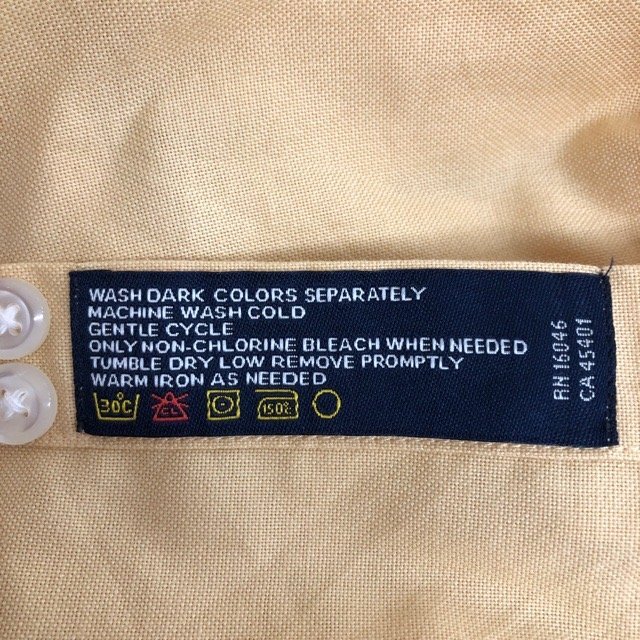 WASH DARK COLORS SEPARATELY
MACHINE WASH COLD
GENTLE CYCLE
ONLY NON-CHLORINE BLEACH WHEN NEEDED
TUMBLE DRY LOW REMOVE PROMPTLY
WARM IRON AS NEEDED
30°C CL 150°C
RN 16046
CA 45401